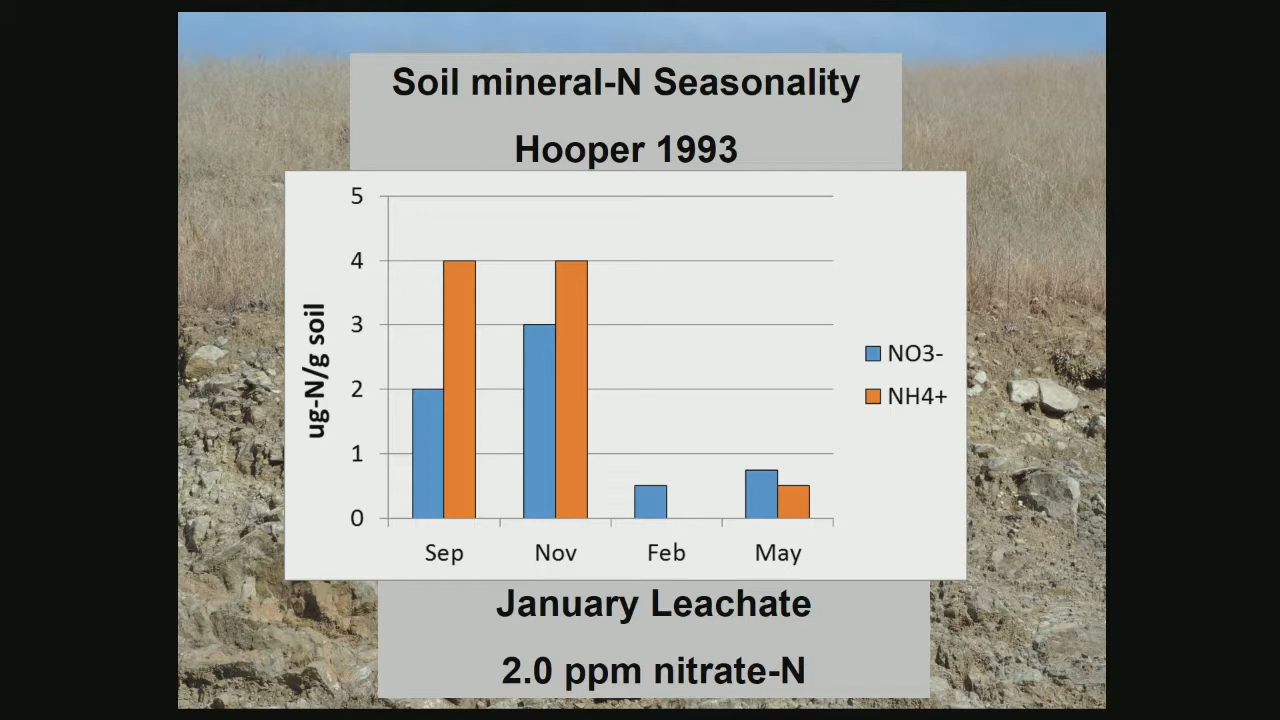 Soil mineral-N Seasonality
Hooper 1993
5
4
3
2
1
0
ug-N/g soil
Sep Nov Feb May
NO3-
NH4+
January Leachate
2.0 ppm nitrate-N